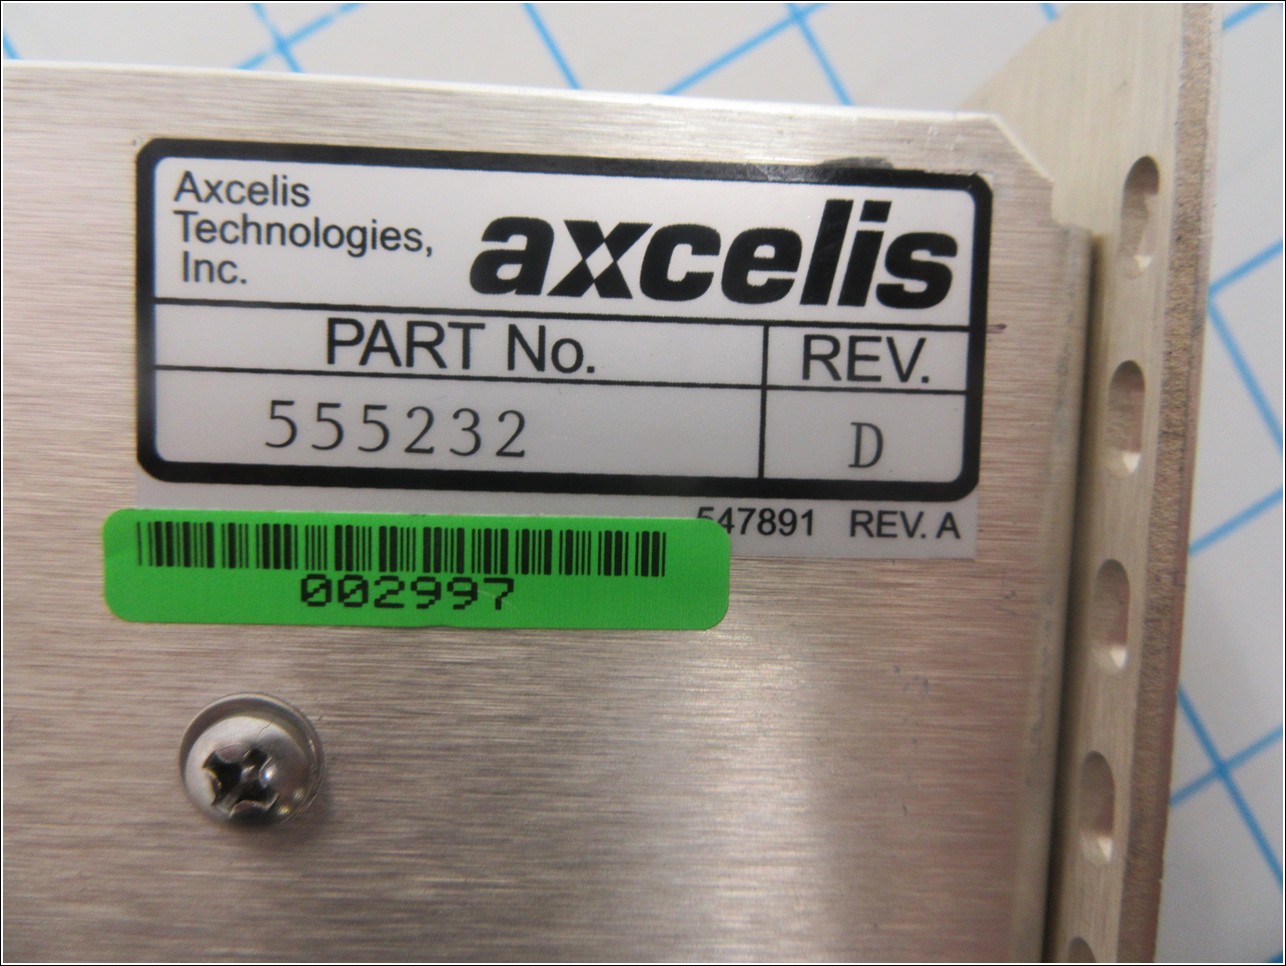 Axcelis
Technologies,
Inc.
axcelis
PART No. REV.
555232 D
547891 REV. A
002997